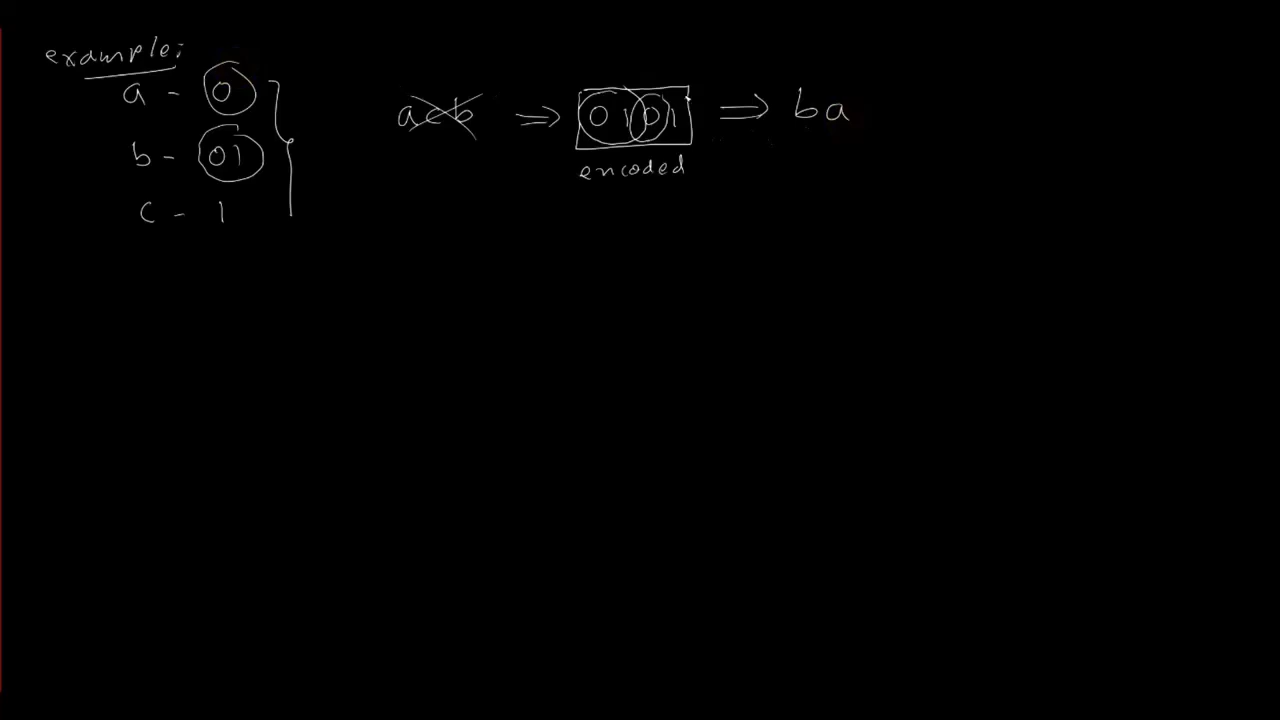 example:
a - 0
b - 01
c - 1
acb ⇒ 0101 ⇒ ba
encoded